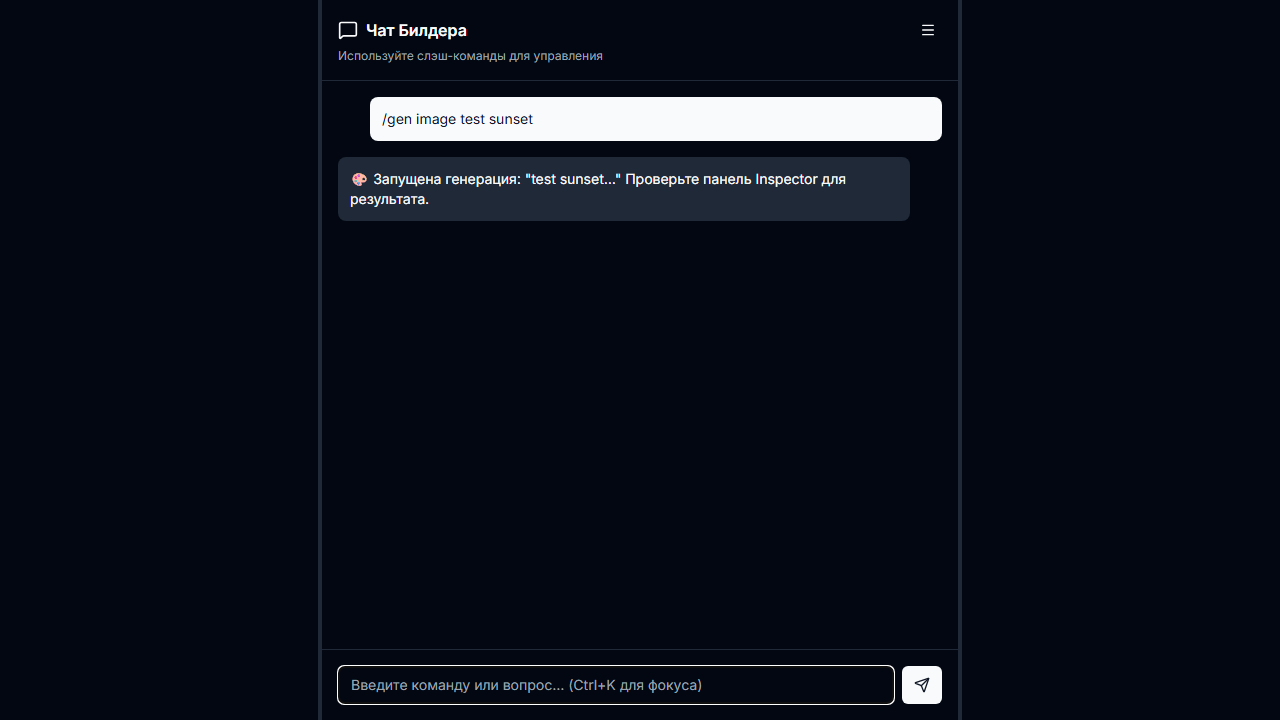 Чат Билдера
Используйте слэш-команды для управления
/gen image test sunset
🎨 Запущена генерация: "test sunset..." Проверьте панель Inspector для
результата.
Введите команду или вопрос... (Ctrl+K для фокуса)